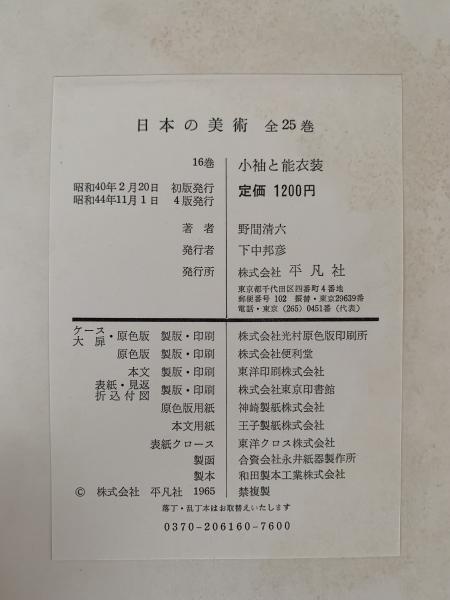 日本の美術 全25巻
16巻 小袖と能衣装
昭和40年2月20日 初版発行 定価 1200円
昭和44年11月1日 4版発行
著者 野間清六
発行者 下中邦彦
発行所 株式会社 平凡社
東京都千代田区四番町4番地
郵便番号 102 振替・東京29639番
電話・東京 (265) 0451番 (代表)
ケース・大扉・原色版 製版・印刷 株式会社光村原色版印刷所
原色版 製版・印刷 株式会社便利堂
本文 製版・印刷 東洋印刷株式会社
表紙・見返・折込付図 製版・印刷 株式会社東京印書館
原色版用紙 神崎製紙株式会社
本文用紙 王子製紙株式会社
表紙クロース 東洋クロス株式会社
製函 合資会社永井紙器製作所
製本 和田製本工業株式会社
© 株式会社 平凡社 1965 禁複製
落丁・乱丁本はお取替えいたします
0370-206160-7600